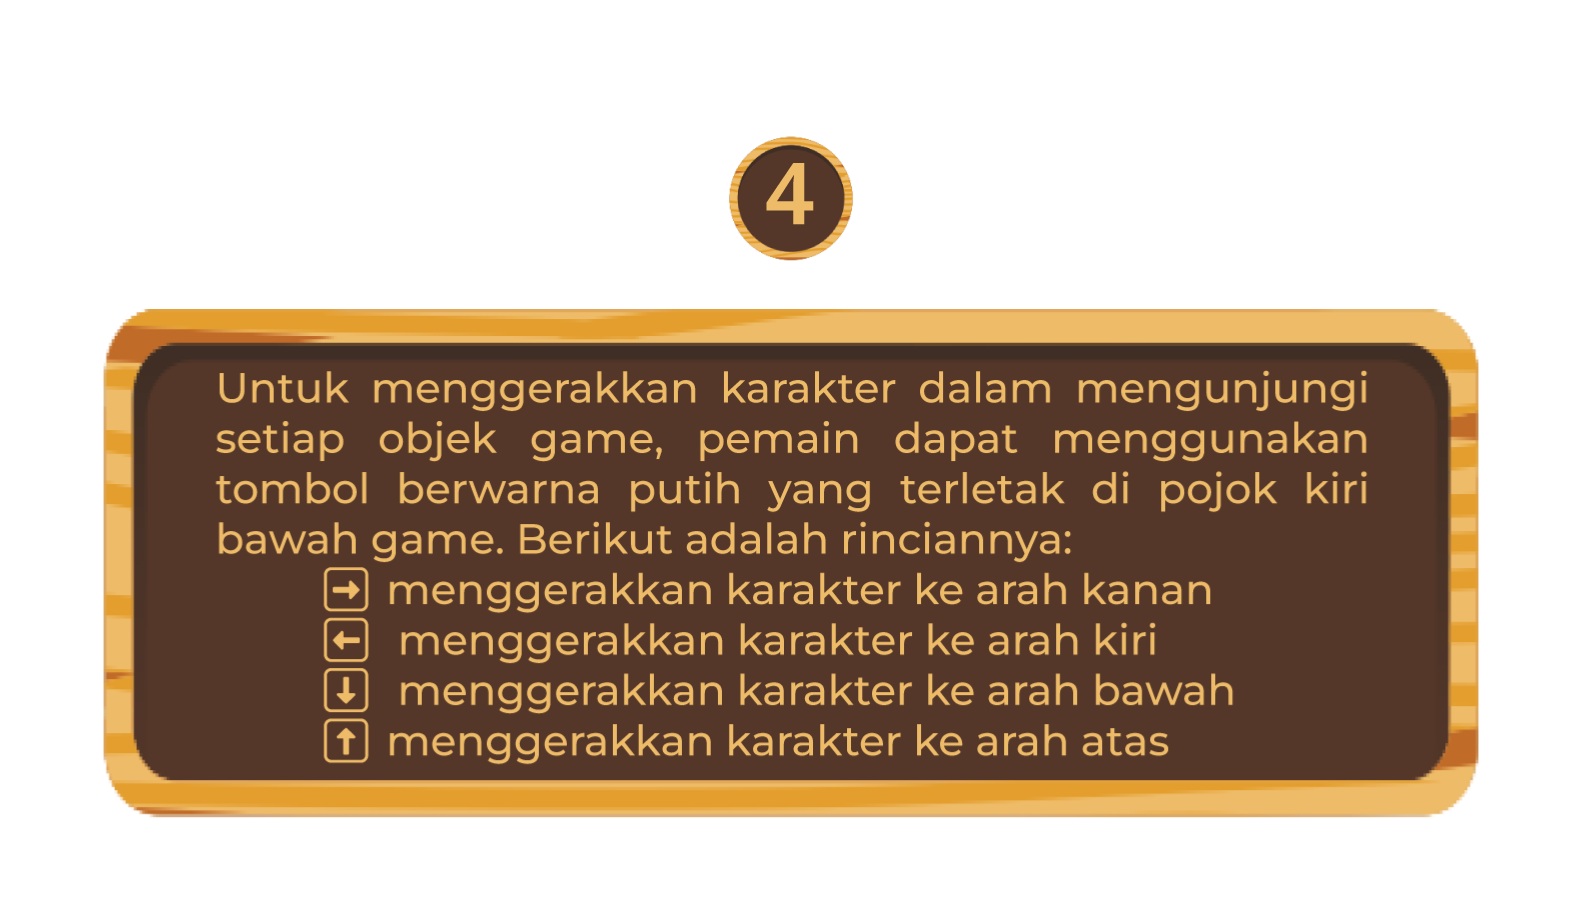 4
Untuk menggerakkan karakter dalam mengunjungi
setiap objek game, pemain dapat menggunakan
tombol berwarna putih yang terletak di pojok kiri
bawah game. Berikut adalah rinciannya:
→ menggerakkan karakter ke arah kanan
← menggerakkan karakter ke arah kiri
↓ menggerakkan karakter ke arah bawah
↑ menggerakkan karakter ke arah atas